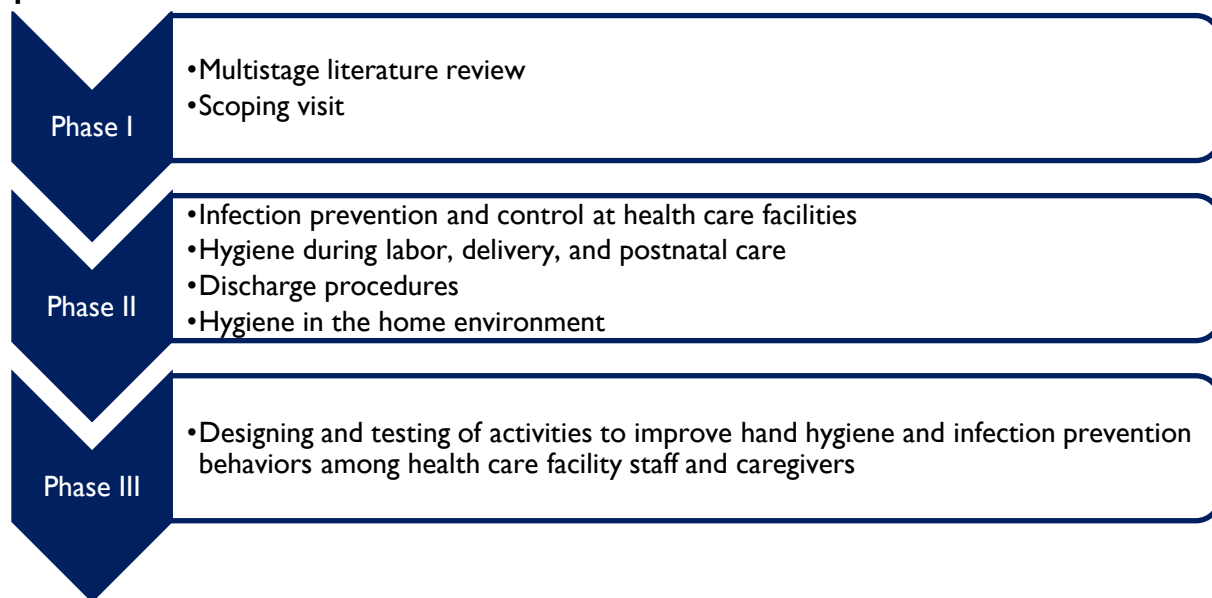 Phase I
•Multistage literature review
•Scoping visit
Phase II
•Infection prevention and control at health care facilities
•Hygiene during labor, delivery, and postnatal care
•Discharge procedures
•Hygiene in the home environment
Phase III
•Designing and testing of activities to improve hand hygiene and infection prevention
behaviors among health care facility staff and caregivers